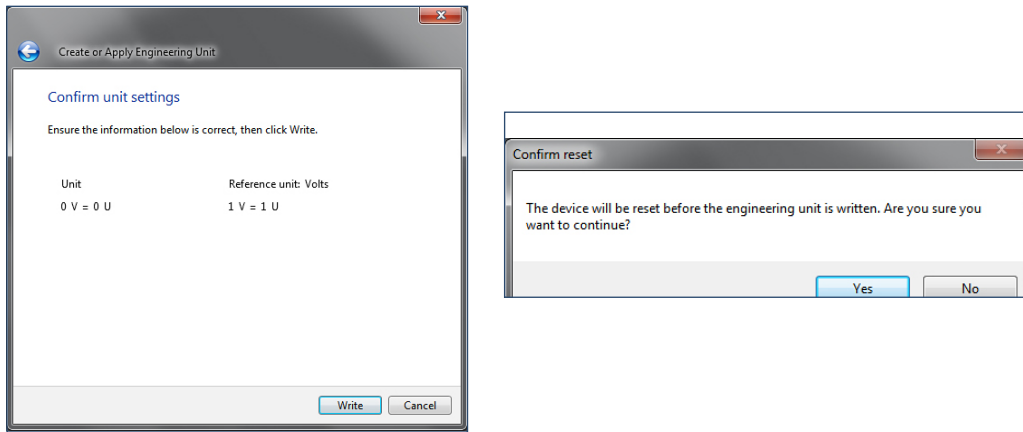 Create or Apply Engineering Unit
Confirm unit settings
Ensure the information below is correct, then click Write.
Unit Reference unit: Volts
0 V = 0 U 1 V = 1 U
Write Cancel
Confirm reset
The device will be reset before the engineering unit is written. Are you sure you
want to continue?
Yes No